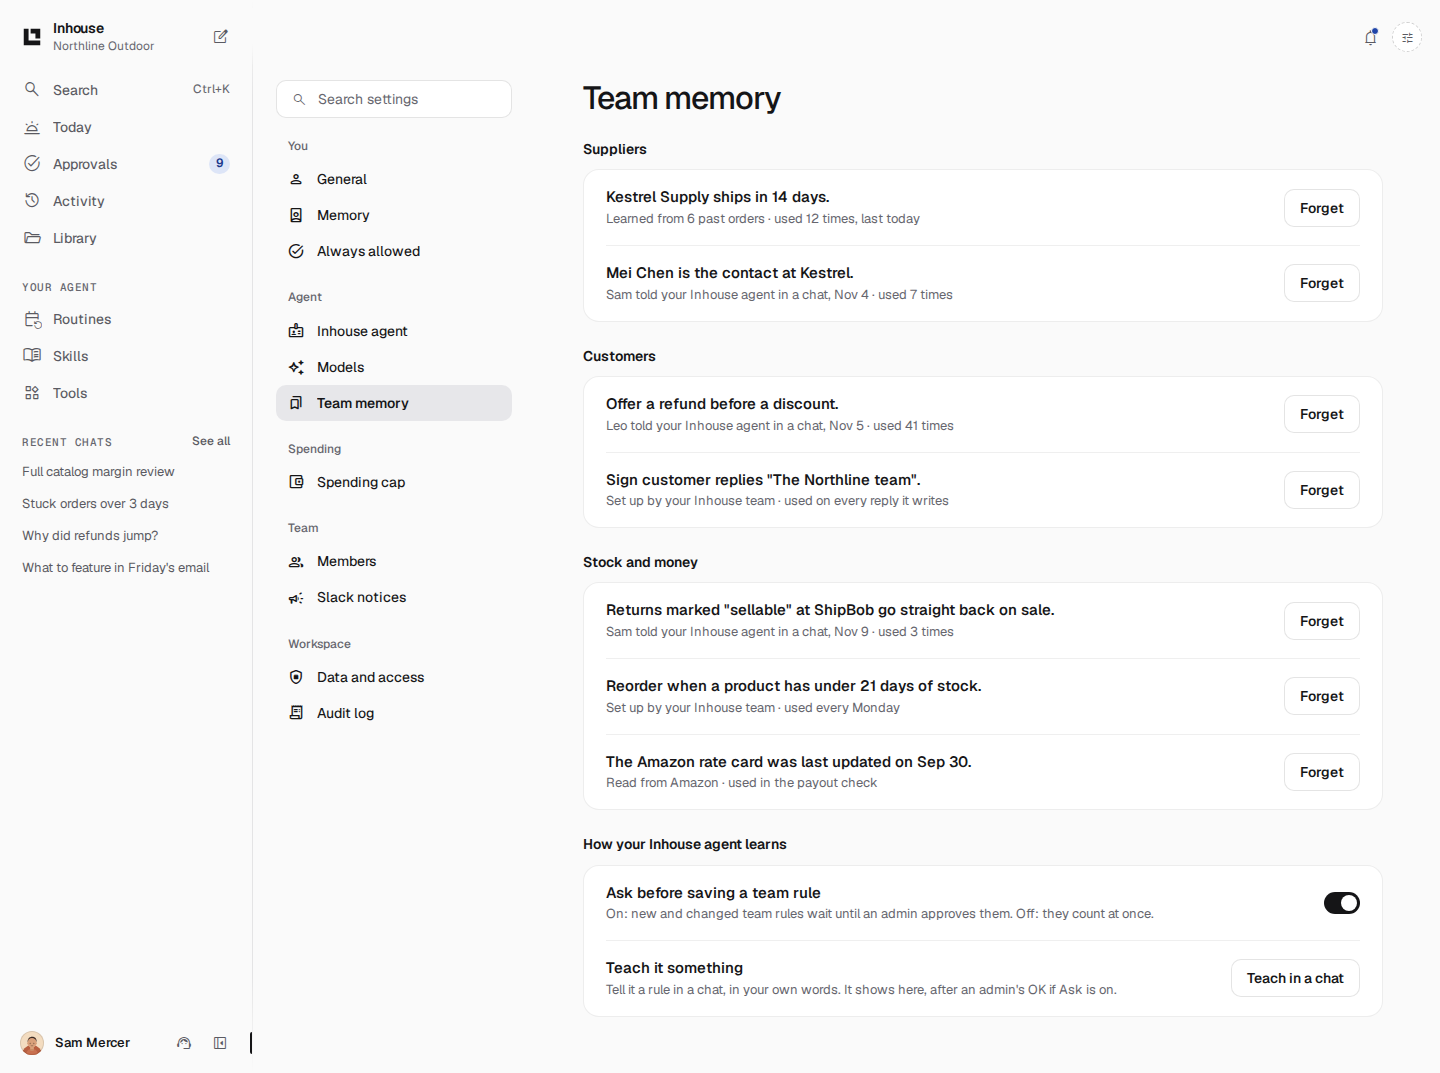 Inhouse
Northline Outdoor
Search
Ctrl+K
Today
Approvals
9
Activity
Library
YOUR AGENT
Routines
Skills
Tools
RECENT CHATS
See all
Full catalog margin review
Stuck orders over 3 days
Why did refunds jump?
What to feature in Friday's email
Sam Mercer
Search settings
You
General
Memory
Always allowed
Agent
Inhouse agent
Models
Team memory
Spending
Spending cap
Team
Members
Slack notices
Workspace
Data and access
Audit log
Team memory
Suppliers
Kestrel Supply ships in 14 days.
Learned from 6 past orders · used 12 times, last today
Forget
Mei Chen is the contact at Kestrel.
Sam told your Inhouse agent in a chat, Nov 4 · used 7 times
Forget
Customers
Offer a refund before a discount.
Leo told your Inhouse agent in a chat, Nov 5 · used 41 times
Forget
Sign customer replies "The Northline team".
Set up by your Inhouse team · used on every reply it writes
Forget
Stock and money
Returns marked "sellable" at ShipBob go straight back on sale.
Sam told your Inhouse agent in a chat, Nov 9 · used 3 times
Forget
Reorder when a product has under 21 days of stock.
Set up by your Inhouse team · used every Monday
Forget
The Amazon rate card was last updated on Sep 30.
Read from Amazon · used in the payout check
Forget
How your Inhouse agent learns
Ask before saving a team rule
On: new and changed team rules wait until an admin approves them. Off: they count at once.
Teach it something
Tell it a rule in a chat, in your own words. It shows here, after an admin's OK if Ask is on.
Teach in a chat